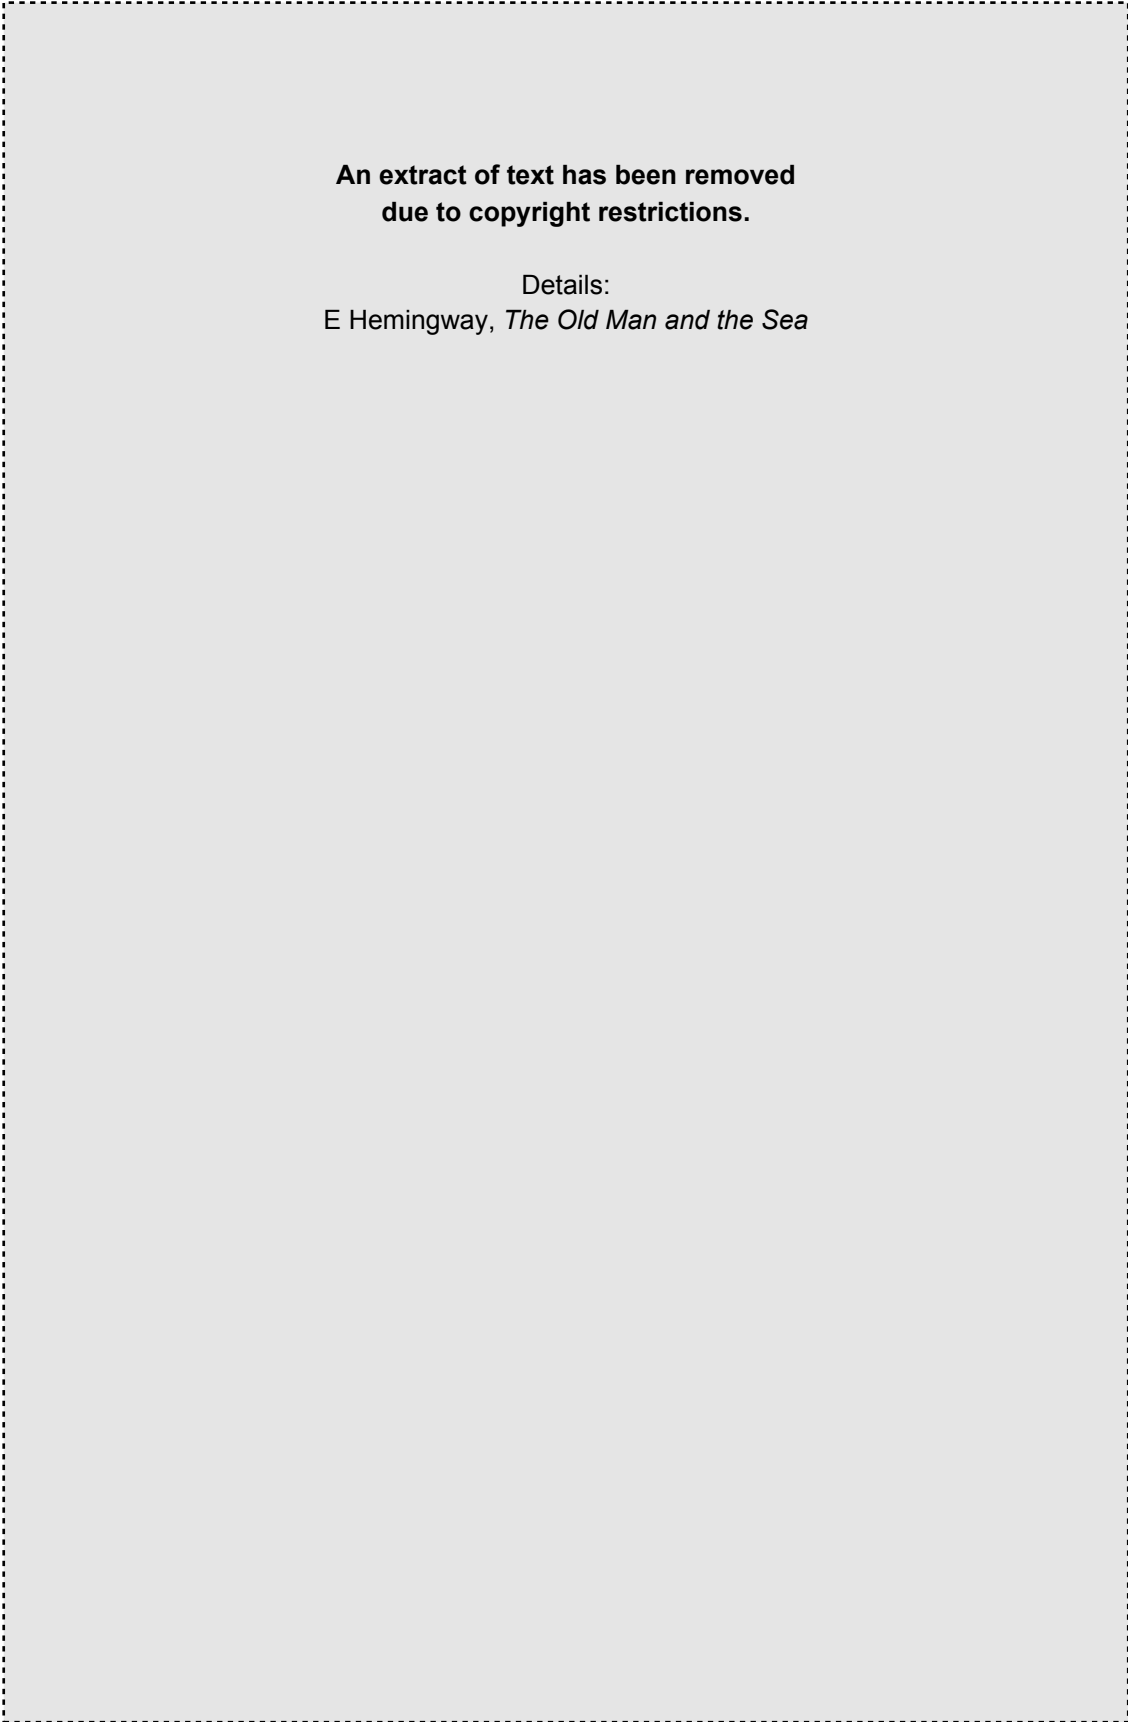 An extract of text has been removed
due to copyright restrictions.
Details:
E Hemingway, The Old Man and the Sea